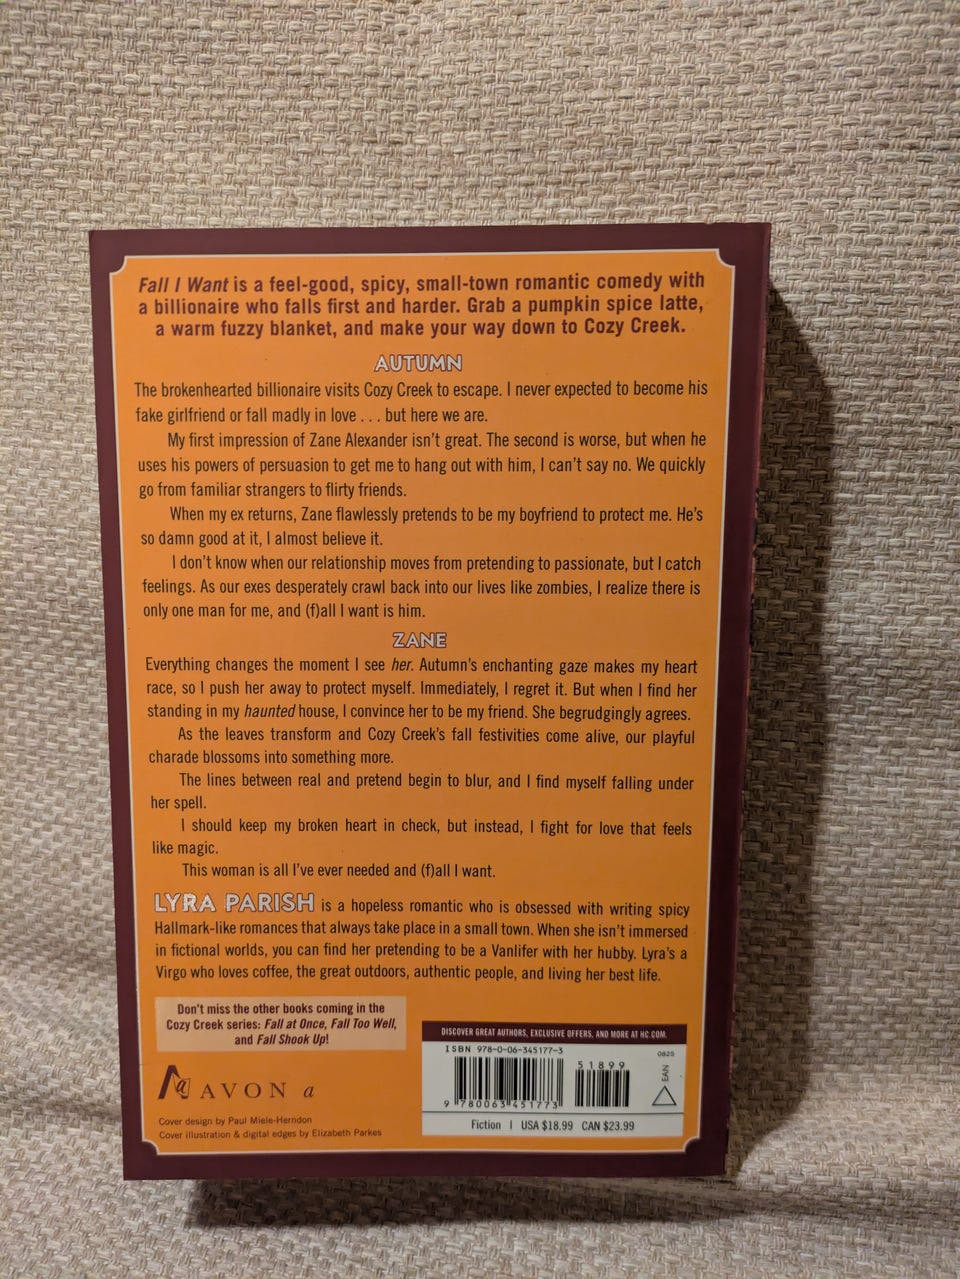 Fall I Want is a feel-good, spicy, small-town romantic comedy with
a billionaire who falls first and harder. Grab a pumpkin spice latte,
a warm fuzzy blanket, and make your way down to Cozy Creek.
AUTUMN
The brokenhearted billionaire visits Cozy Creek to escape. I never expected to become his
fake girlfriend or fall madly in love . . . but here we are.
My first impression of Zane Alexander isn't great. The second is worse, but when he
uses his powers of persuasion to get me to hang out with him, I can't say no. We quickly
go from familiar strangers to flirty friends.
When my ex returns, Zane flawlessly pretends to be my boyfriend to protect me. He's
so damn good at it, I almost believe it.
I don't know when our relationship moves from pretending to passionate, but I catch
feelings. As our exes desperately crawl back into our lives like zombies, I realize there is
only one man for me, and (f)all I want is him.
ZANE
Everything changes the moment I see her. Autumn's enchanting gaze makes my heart
race, so I push her away to protect myself. Immediately, I regret it. But when I find her
standing in my haunted house, I convince her to be my friend. She begrudgingly agrees.
As the leaves transform and Cozy Creek's fall festivities come alive, our playful
charade blossoms into something more.
The lines between real and pretend begin to blur, and I find myself falling under
her spell.
I should keep my broken heart in check, but instead, I fight for love that feels
like magic.
This woman is all I've ever needed and (f)all I want.
LYRA PARISH is a hopeless romantic who is obsessed with writing spicy
Hallmark-like romances that always take place in a small town. When she isn't immersed
in fictional worlds, you can find her pretending to be a Vanlifer with her hubby. Lyra's a
Virgo who loves coffee, the great outdoors, authentic people, and living her best life.
Don't miss the other books coming in the
Cozy Creek series: Fall at Once, Fall Too Well,
and Fall Shook Up!
AVON a
Cover design by Paul Miele-Herndon
Cover illustration & digital edges by Elizabeth Parkes
DISCOVER GREAT AUTHORS, EXCLUSIVE OFFERS, AND MORE AT HC.COM.
ISBN 978-0-06-345177-3
51899
0825
EAN
9 780063 451773
Fiction | USA $18.99 CAN $23.99